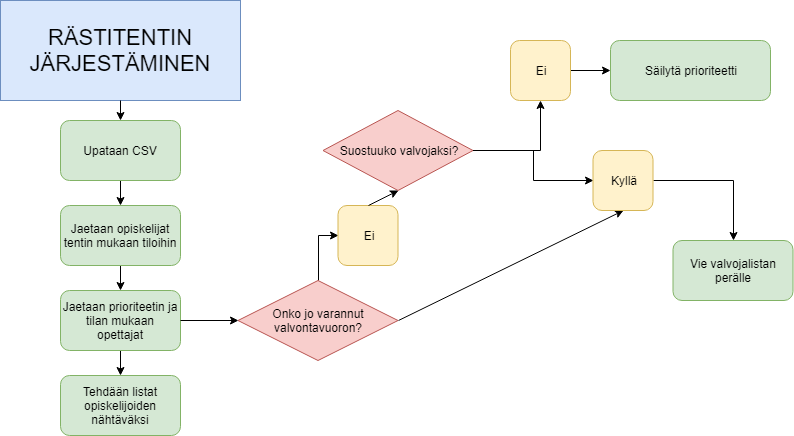 RÄSTITENTIN
JÄRJESTÄMINEN
Upataan CSV
Jaetaan opiskelijat
tentin mukaan tiloihin
Jaetaan prioriteetin ja
tilan mukaan
opettajat
Tehdään listat
opiskelijoiden
nähtäväksi
Onko jo varannut
valvontavuoron?
Ei
Suostuuko valvojaksi?
Ei
Säilytä prioriteetti
Kyllä
Vie valvojalistan
perälle